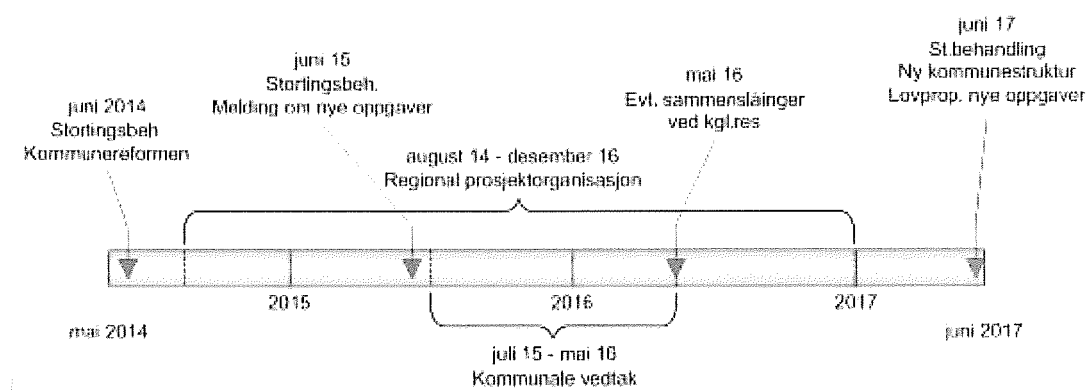 juni 2014
Stortingsbeh
Kommunereformen
juni 15
Stortingsbeh.
Melding om nye oppgaver
august 14 - desember 16
Regional prosjektorganisasjon
mai 16
Evt. sammenslåinger
ved kgl.res
juni 17
St.behandling
Ny kommunestruktur
Lovprop. nye oppgaver
2015
2016
2017
mai 2014
juni 2017
juli 15 - mai 16
Kommunale vedtak